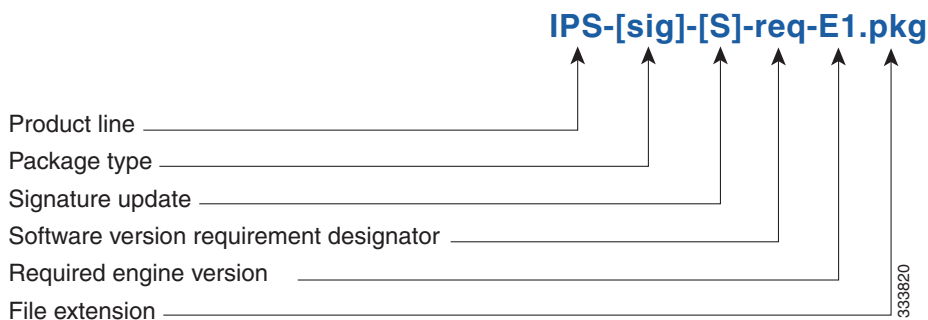 IPS-[sig]-[S]-req-E1.pkg
Product line
Package type
Signature update
Software version requirement designator
Required engine version
File extension
333820